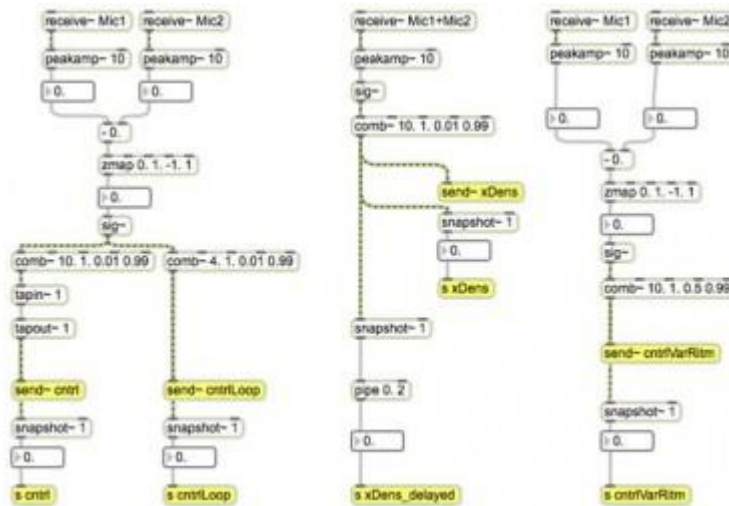 receive~ Mic1
receive~ Mic2
peakamp~ 10
peakamp~ 10
0.
0.
- 0.
zmap 0. 1. -1. 1
0.
sig~
comb~ 10. 1. 0.01 0.99
comb~ 4. 1. 0.01 0.99
tapin~ 1
tapout~ 1
send~ cntrl
send~ cntrlLoop
snapshot~ 1
snapshot~ 1
0.
0.
s cntrl
s cntrlLoop
receive~ Mic1+Mic2
peakamp~ 10
sig~
comb~ 10. 1. 0.01 0.99
send~ xDens
snapshot~ 1
0.
s xDens
snapshot~ 1
pipe 0. 2
0.
s xDens_delayed
receive~ Mic1
receive~ Mic2
peakamp~ 10
peakamp~ 10
0.
0.
- 0.
zmap 0. 1. -1. 1
0.
sig~
comb~ 10. 1. 0.5 0.99
send~ cntrlVarRitm
snapshot~ 1
0.
s cntrlVarRitm